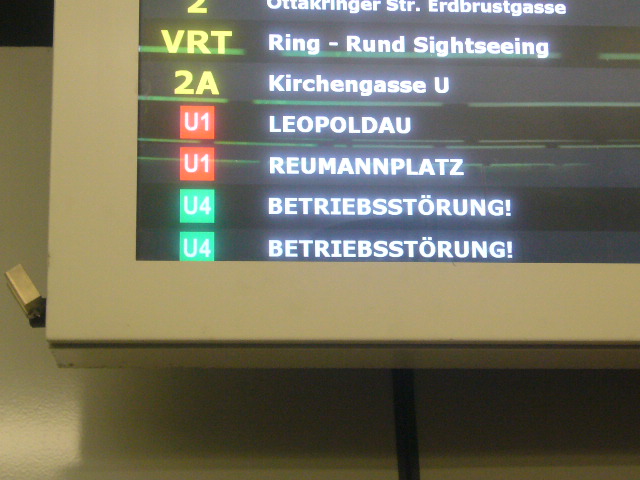 2 Ottakringer Str. Erdbrustgasse
VRT Ring - Rund Sightseeing
2A Kirchengasse U
U1 LEOPOLDAU
U1 REUMANNPLATZ
U4 BETRIEBSSTÖRUNG!
U4 BETRIEBSSTÖRUNG!